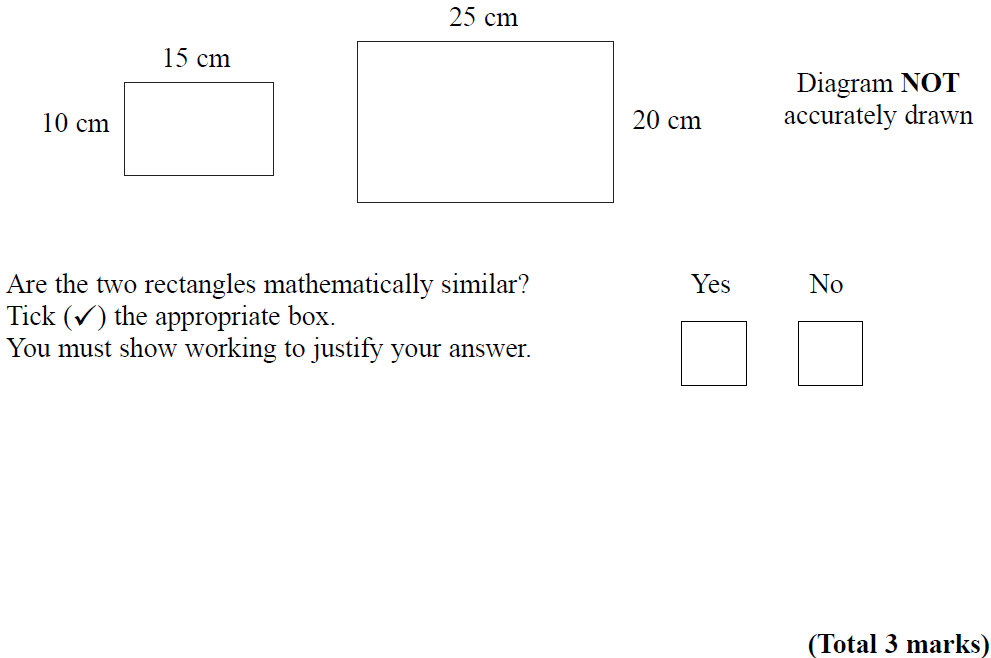 25 cm
15 cm
Diagram NOT
accurately drawn
10 cm
20 cm
Are the two rectangles mathematically similar?
Yes
No
Tick (✓) the appropriate box.
You must show working to justify your answer.
(Total 3 marks)